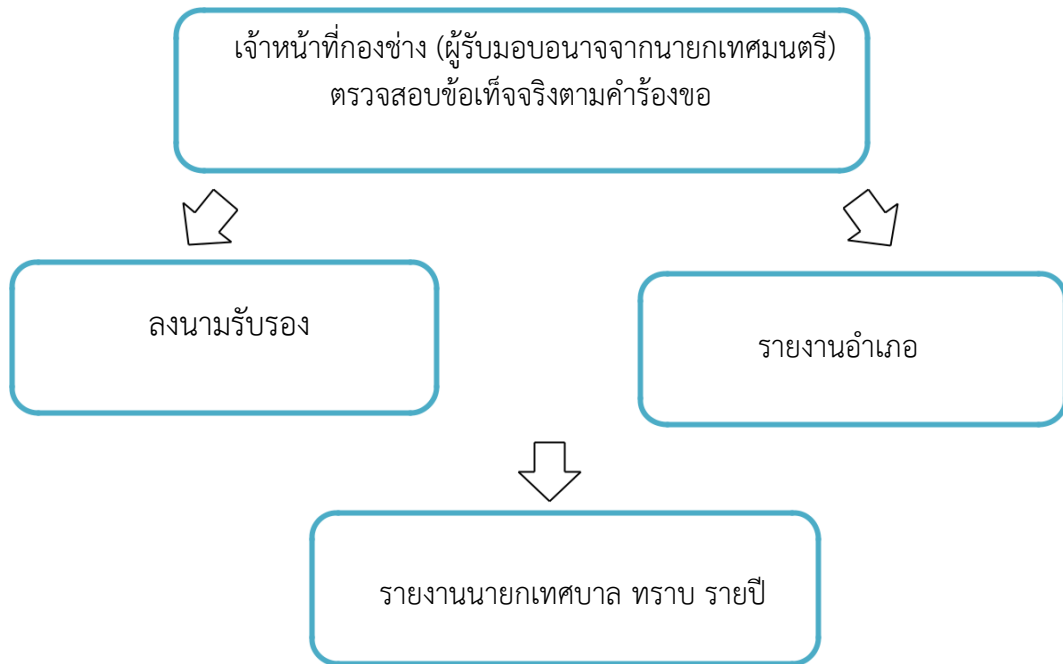 เจ้าหน้าที่กองช่าง (ผู้รับมอบอนาจจากนายกเทศมนตรี)
ตรวจสอบข้อเท็จจริงตามคำร้องขอ
ลงนามรับรอง
รายงานอำเภอ
รายงานนายกเทศบาล ทราบ รายปี